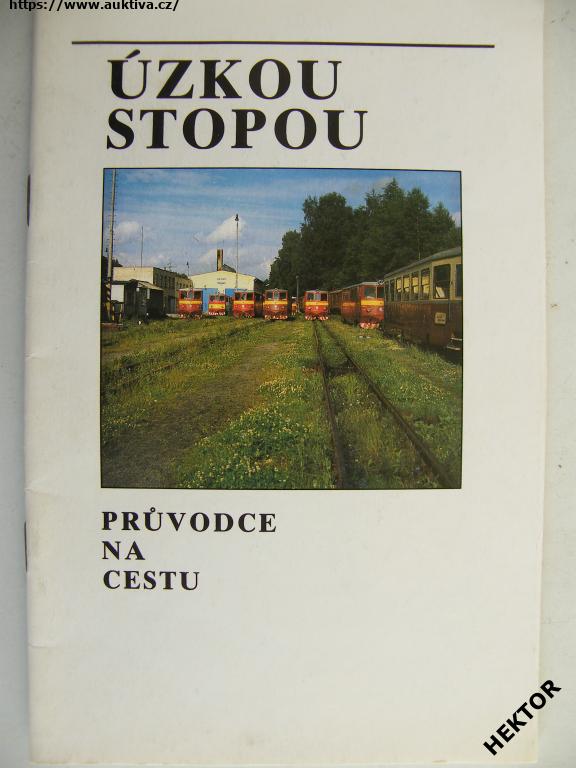 https://www.auktiva.cz/
ÚZKOU
STOPOU
PRŮVODCE
NA
CESTU
HEKTOR